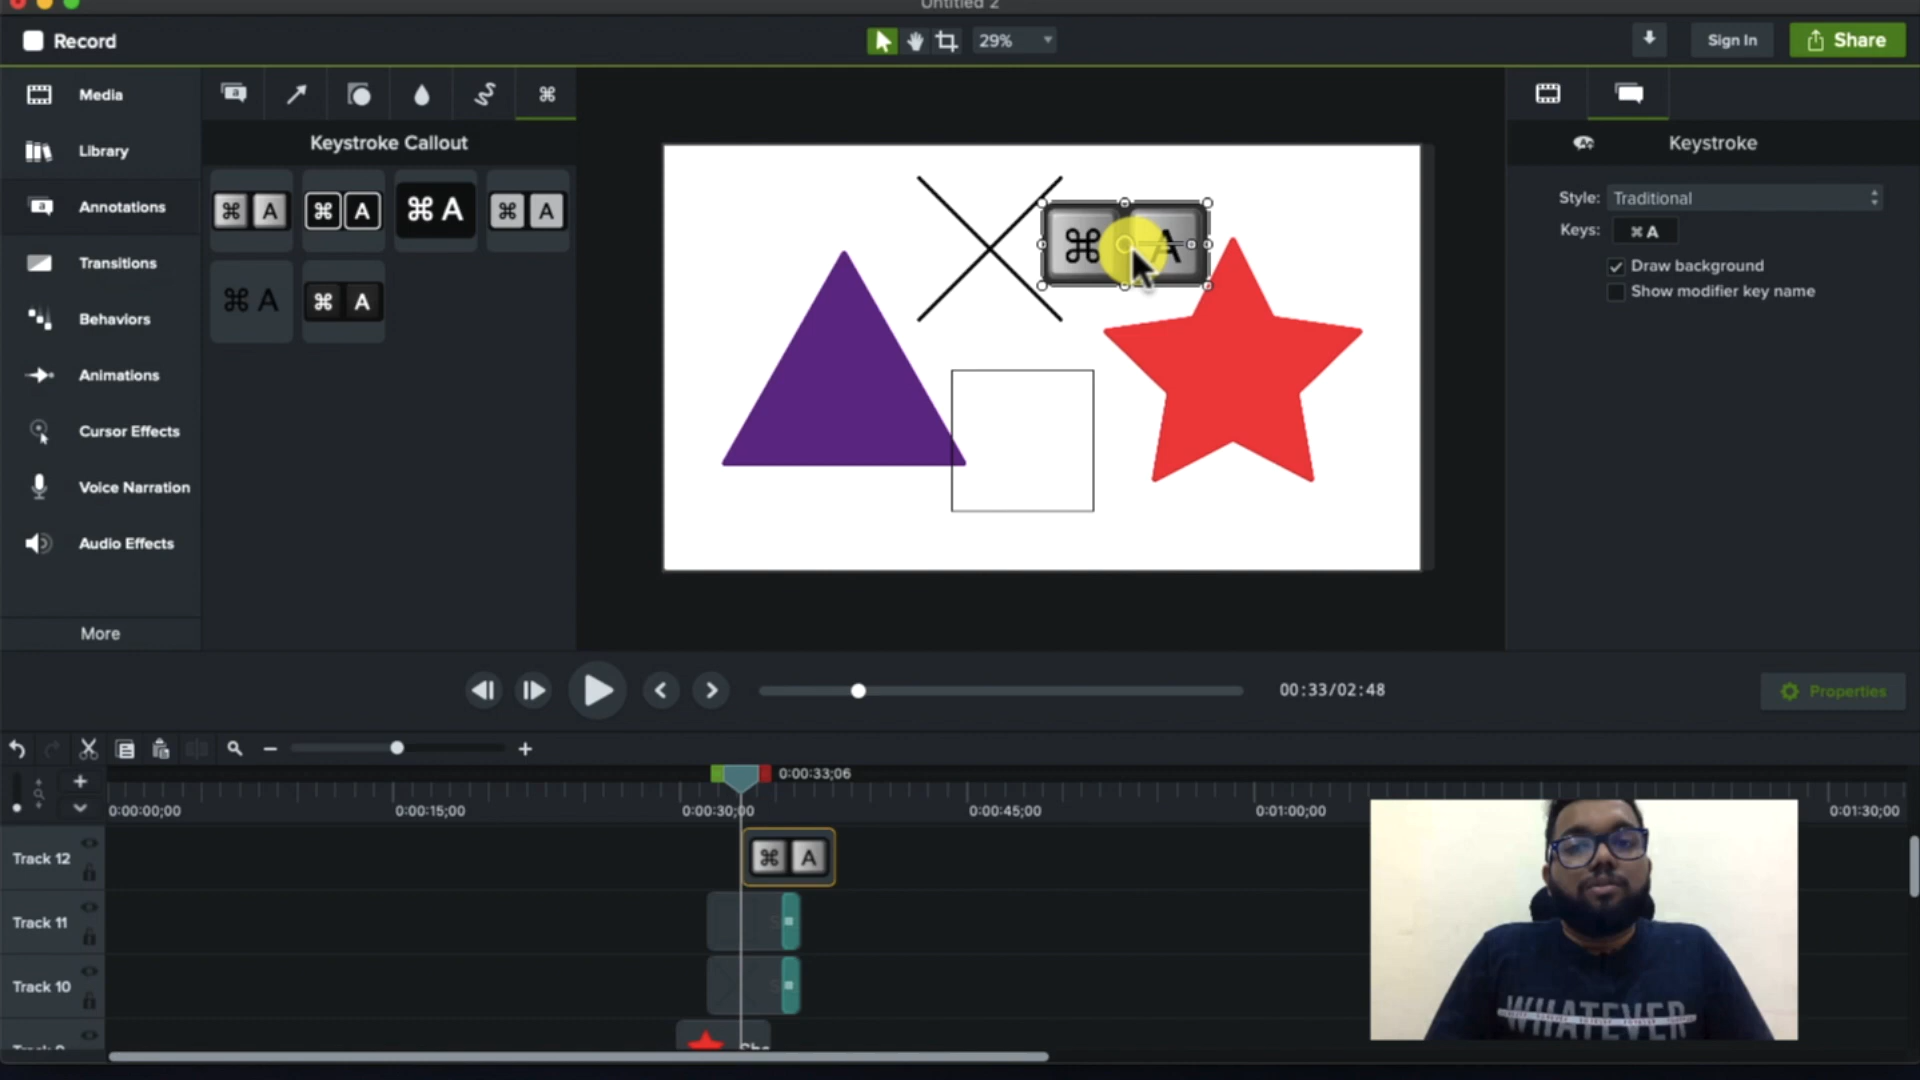 Untitled 2
Record
29%
Sign In
Share
Media
Library
Annotations
Transitions
Behaviors
Animations
Cursor Effects
Voice Narration
Audio Effects
More
Keystroke Callout
⌘ A
⌘ A
⌘ A
⌘ A
⌘ A
⌘ A
⌘ A
Keystroke
Style: Traditional
Keys: ⌘ A
Draw background
Show modifier key name
00:33/02:48
Properties
0:00:33;06
0:00:00;00
0:00:15;00
0:00:30;00
0:00:45;00
0:01:00;00
0:01:30;00
Track 12
⌘ A
Track 11
Track 10
WHATEVER